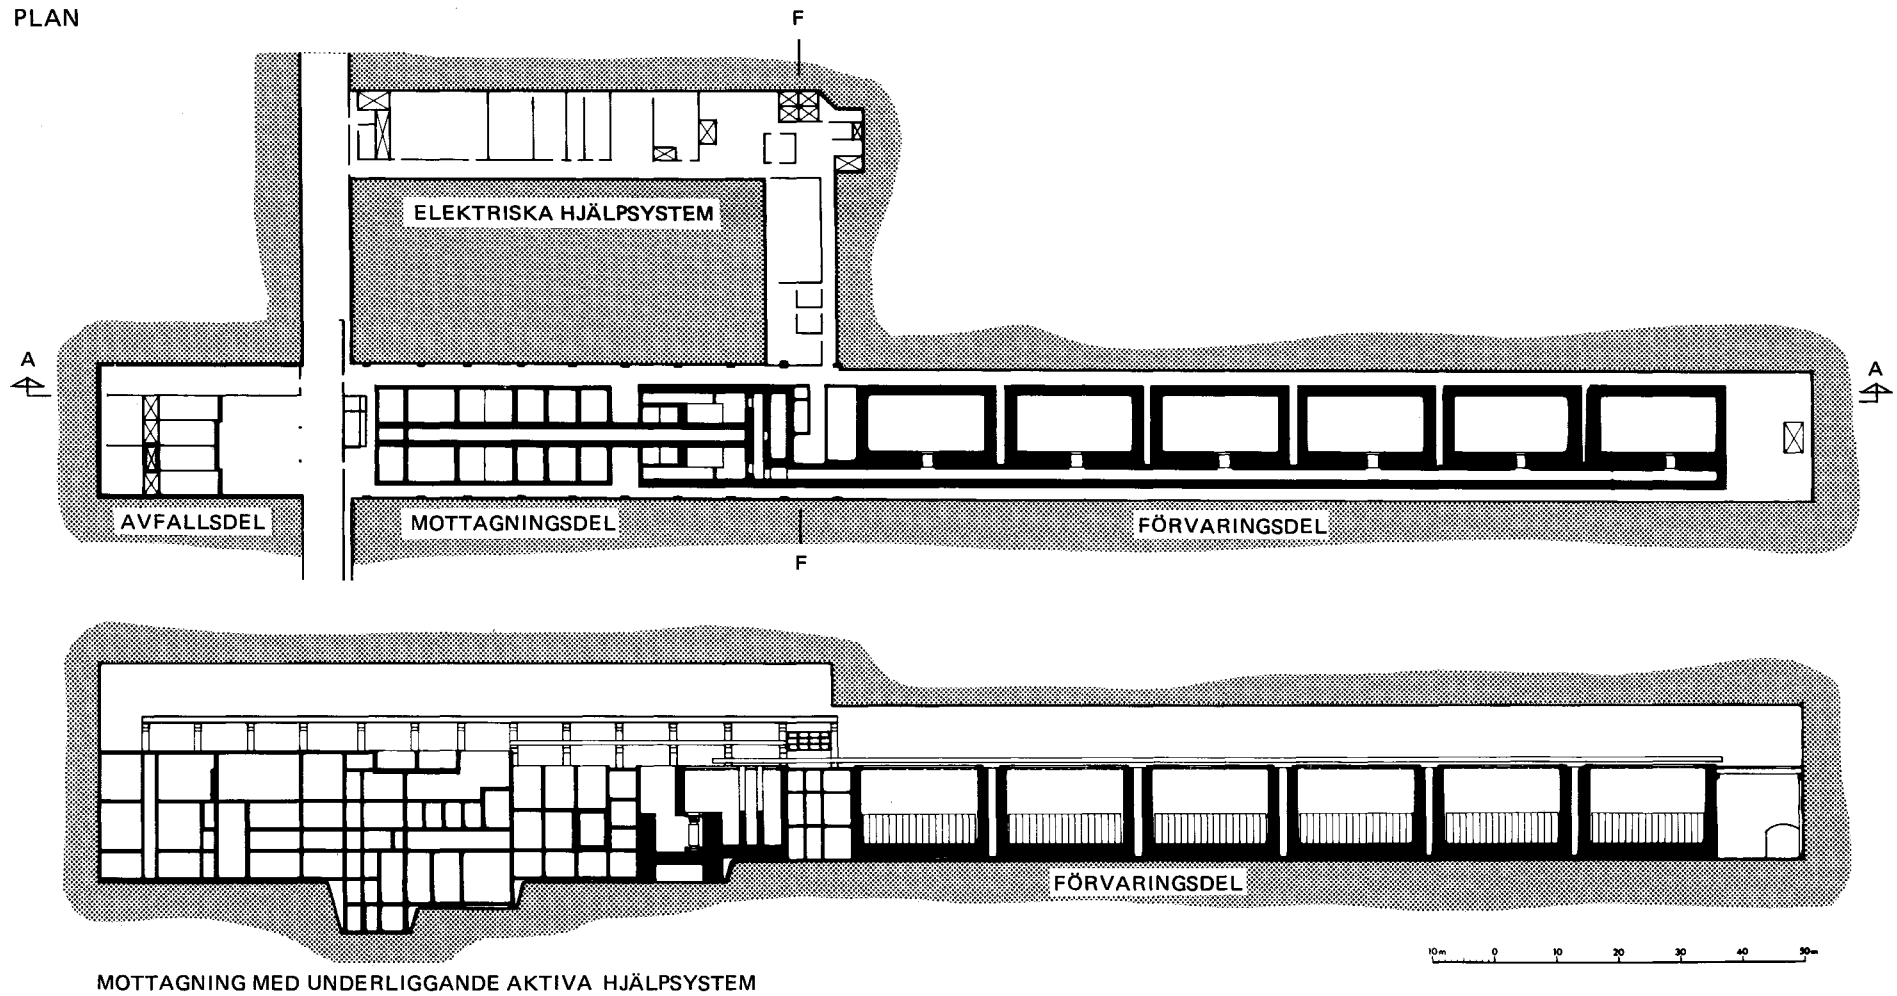 PLAN
F
ELEKTRISKA HJÄLPSYSTEM
A
A
AVFALLSDEL
MOTTAGNINGSDEL
FÖRVARINGSDEL
F
FÖRVARINGSDEL
10m 0 10 20 30 40 50m
MOTTAGNING MED UNDERLIGGANDE AKTIVA HJÄLPSYSTEM